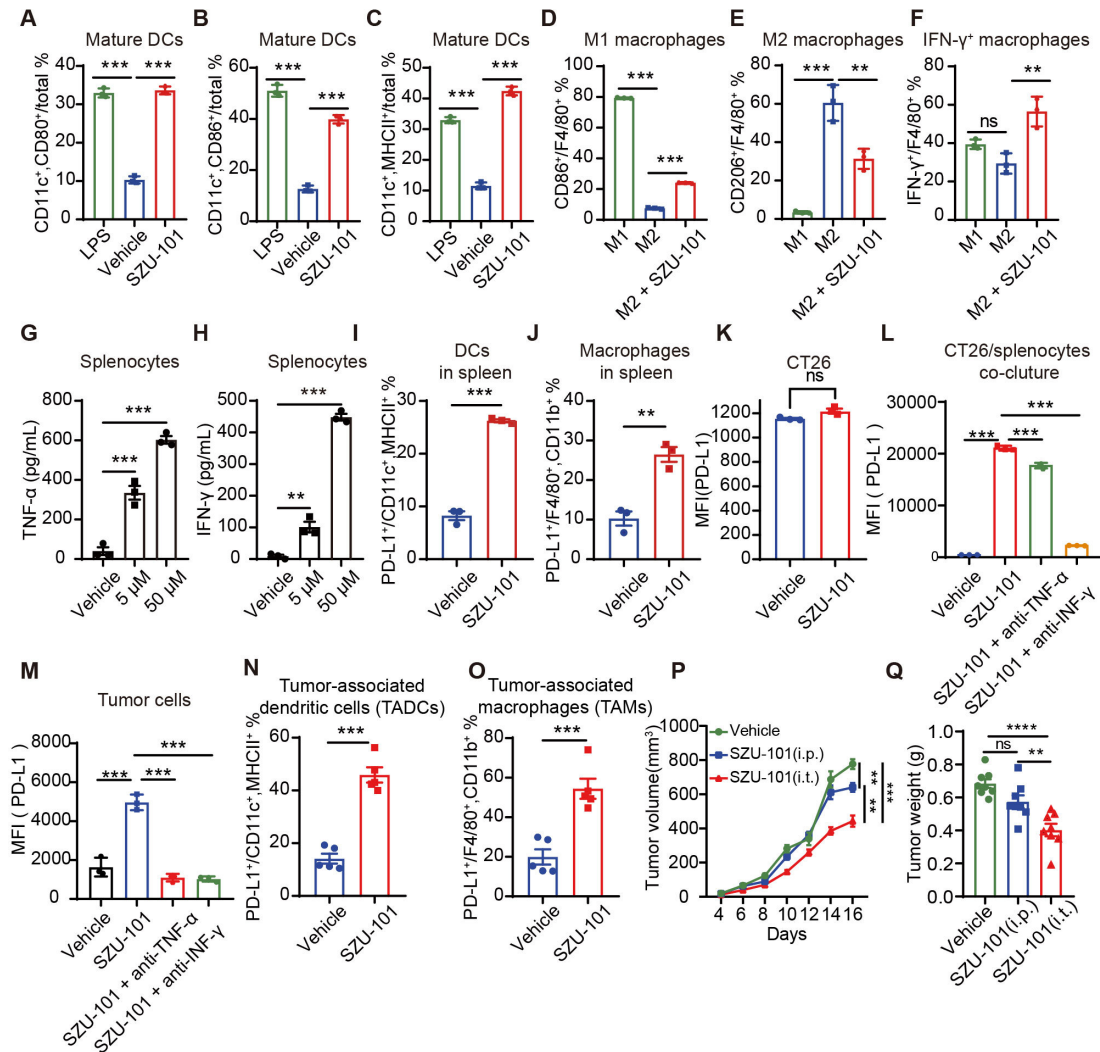 A
Mature DCs
CD11c⁺,CD80⁺/total %
40
30
20
10
0
***
***
LPS
Vehicle
SZU-101
B
Mature DCs
CD11c⁺,CD86⁺/total %
60
40
20
0
***
***
LPS
Vehicle
SZU-101
C
Mature DCs
CD11c⁺,MHCII⁺/total %
50
40
30
20
10
0
***
***
LPS
Vehicle
SZU-101
D
M1 macrophages
CD86⁺/F4/80⁺ %
100
80
60
40
20
0
***
***
M1
M2
M2 + SZU-101
E
M2 macrophages
CD206⁺/F4/80⁺ %
80
60
40
20
0
***
**
M1
M2
M2 + SZU-101
F
IFN-γ⁺ macrophages
IFN-γ⁺/F4/80⁺ %
80
60
40
20
0
ns
**
M1
M2
M2 + SZU-101
G
Splenocytes
TNF-α (pg/mL)
800
600
400
200
0
***
***
Vehicle
5 μM
50 μM
H
Splenocytes
IFN-γ (pg/mL)
500
400
300
200
100
0
***
**
Vehicle
5 μM
50 μM
I
DCs
in spleen
PD-L1⁺/CD11c⁺,MHCII⁺ %
30
20
10
0
***
Vehicle
SZU-101
J
Macrophages
in spleen
PD-L1⁺/F4/80⁺,CD11b⁺ %
40
30
20
10
0
**
Vehicle
SZU-101
K
CT26
MFI(PD-L1)
1200
1000
800
600
400
200
0
ns
Vehicle
SZU-101
L
CT26/splenocytes
co-cluture
MFI ( PD-L1 )
30000
20000
10000
0
***
***
***
Vehicle
SZU-101
SZU-101 + anti-TNF-α
SZU-101 + anti-INF-γ
M
Tumor cells
MFI ( PD-L1 )
8000
6000
4000
2000
0
***
***
***
Vehicle
SZU-101
SZU-101 + anti-TNF-α
SZU-101 + anti-INF-γ
N
Tumor-associated
dendritic cells (TADCs)
PD-L1⁺/CD11c⁺,MHCII⁺ %
60
40
20
0
***
Vehicle
SZU-101
O
Tumor-associated
macrophages (TAMs)
PD-L1⁺/F4/80⁺,CD11b⁺ %
80
60
40
20
0
***
Vehicle
SZU-101
P
Tumor volume(mm³)
1000
800
600
400
200
0
Vehicle
SZU-101(i.p.)
SZU-101(i.t.)
**
**
***
4 6 8 10 12 14 16
Days
Q
Tumor weight (g)
1.0
0.8
0.6
0.4
0.2
0.0
****
ns
**
Vehicle
SZU-101(i.p.)
SZU-101(i.t.)